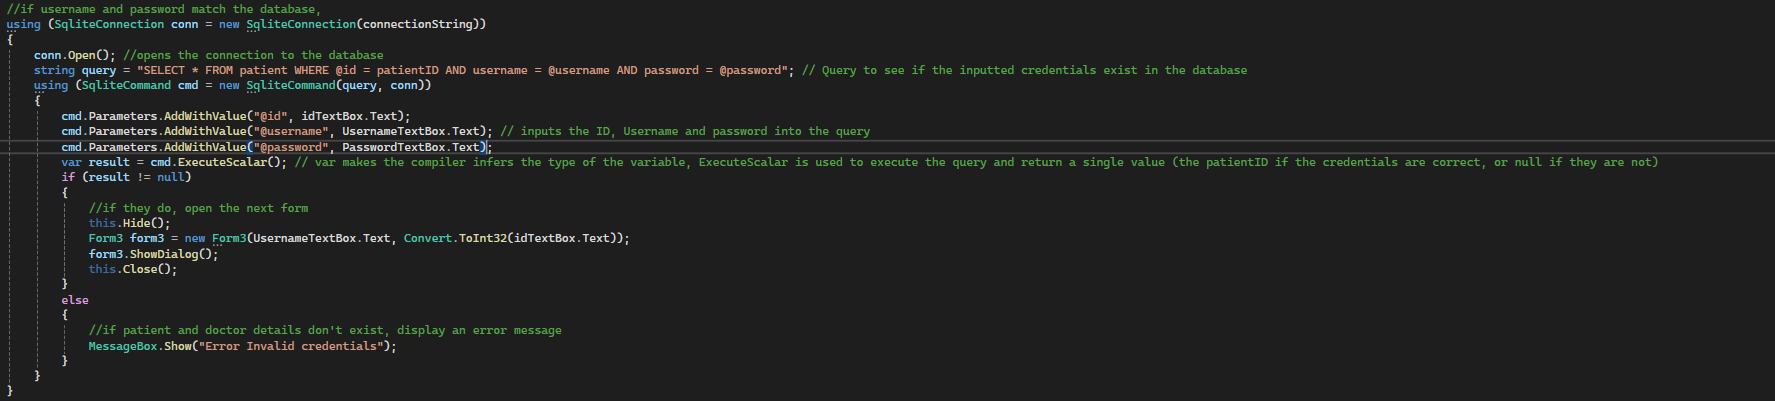 //if username and password match the database,
using (SqliteConnection conn = new SqliteConnection(connectionString))
{
    conn.Open(); //opens the connection to the database
    string query = "SELECT * FROM patient WHERE @id = patientID AND username = @username AND password = @password"; // Query to see if the inputted credentials exist in the database
    using (SqliteCommand cmd = new SqliteCommand(query, conn))
    {
        cmd.Parameters.AddWithValue("@id", idTextBox.Text);
        cmd.Parameters.AddWithValue("@username", UsernameTextBox.Text); // inputs the ID, Username and password into the query
        cmd.Parameters.AddWithValue("@password", PasswordTextBox.Text);
        var result = cmd.ExecuteScalar(); // var makes the compiler infers the type of the variable, ExecuteScalar is used to execute the query and return a single value (the patientID if the credentials are correct, or null if they are not)
        if (result != null)
        {
            //if they do, open the next form
            this.Hide();
            Form3 form3 = new Form3(UsernameTextBox.Text, Convert.ToInt32(idTextBox.Text));
            form3.ShowDialog();
            this.Close();
        }
        else
        {
            //if patient and doctor details don't exist, display an error message
            MessageBox.Show("Error Invalid credentials");
        }
    }
}